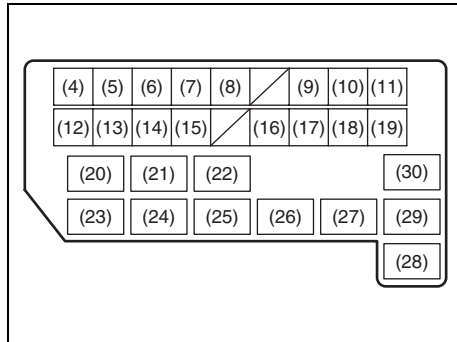 (4) (5) (6) (7) (8) (9) (10) (11)
(12) (13) (14) (15) (16) (17) (18) (19)
(20) (21) (22) (30)
(23) (24) (25) (26) (27) (29)
(28)